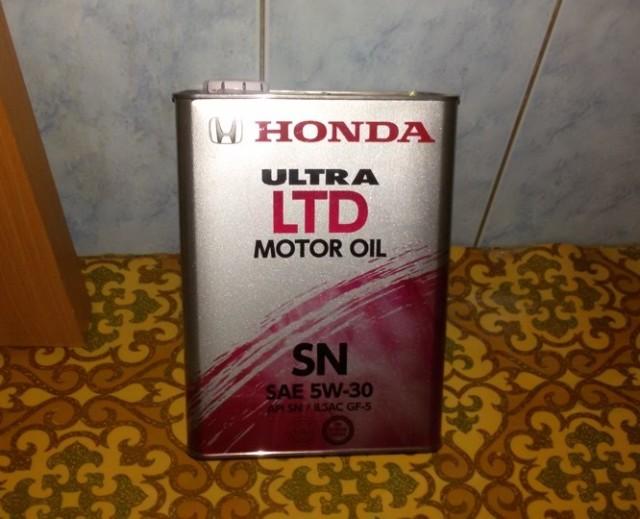 HONDA
ULTRA
LTD
MOTOR OIL
SN
SAE 5W-30
API SN / ILSAC GF-5